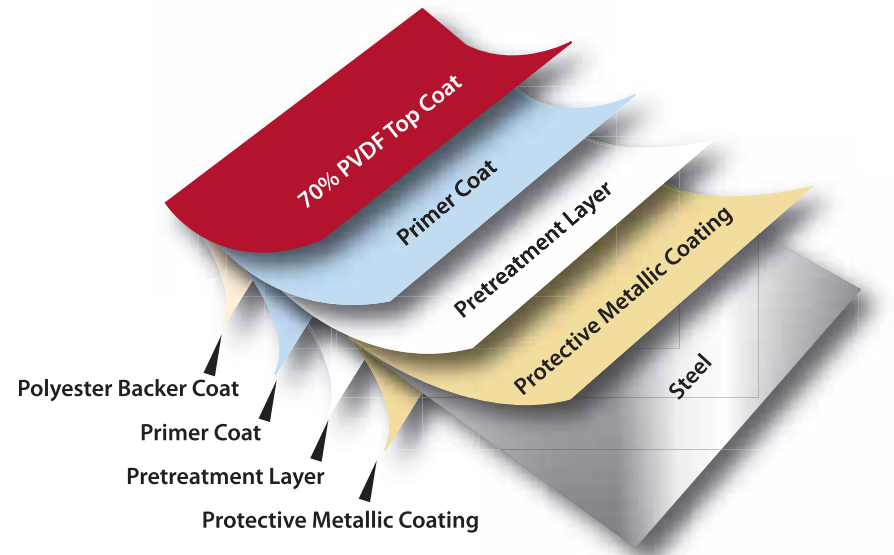 70% PVDF Top Coat
Primer Coat
Pretreatment Layer
Protective Metallic Coating
Steel
Polyester Backer Coat
Primer Coat
Pretreatment Layer
Protective Metallic Coating